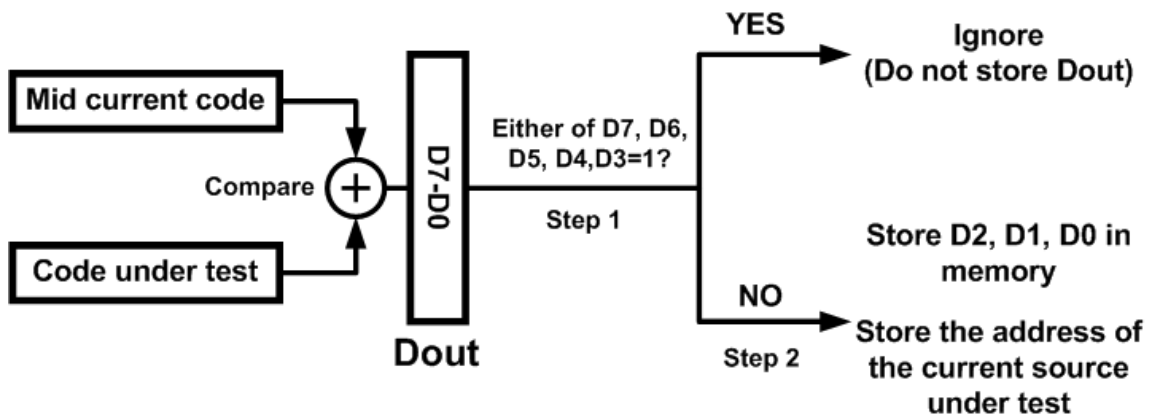 Mid current code
Compare
+
Code under test
D7-D0
Dout
Either of D7, D6,
D5, D4,D3=1?
Step 1
YES
Ignore
(Do not store Dout)
NO
Step 2
Store D2, D1, D0 in
memory
Store the address of
the current source
under test